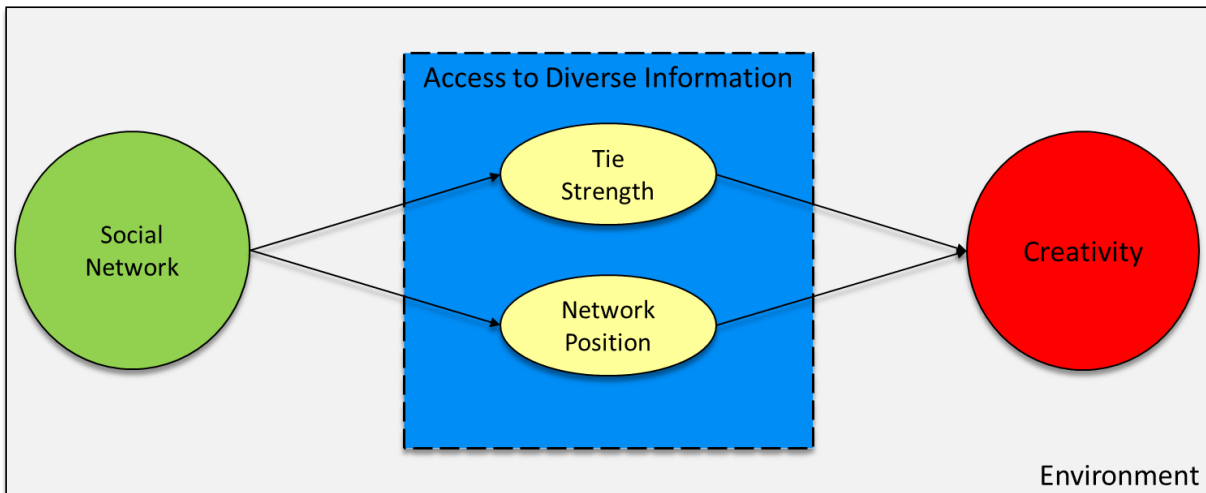 Access to Diverse Information
Tie
Strength
Social
Network
Creativity
Network
Position
Environment